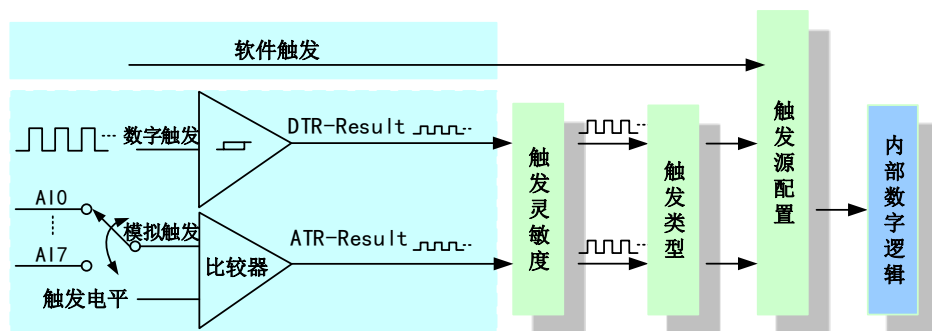 软件触发
数字触发
DTR-Result
AI0
AI7
模拟触发
触发电平
比较器
ATR-Result
触发灵敏度
触发类型
触发源配置
内部数字逻辑